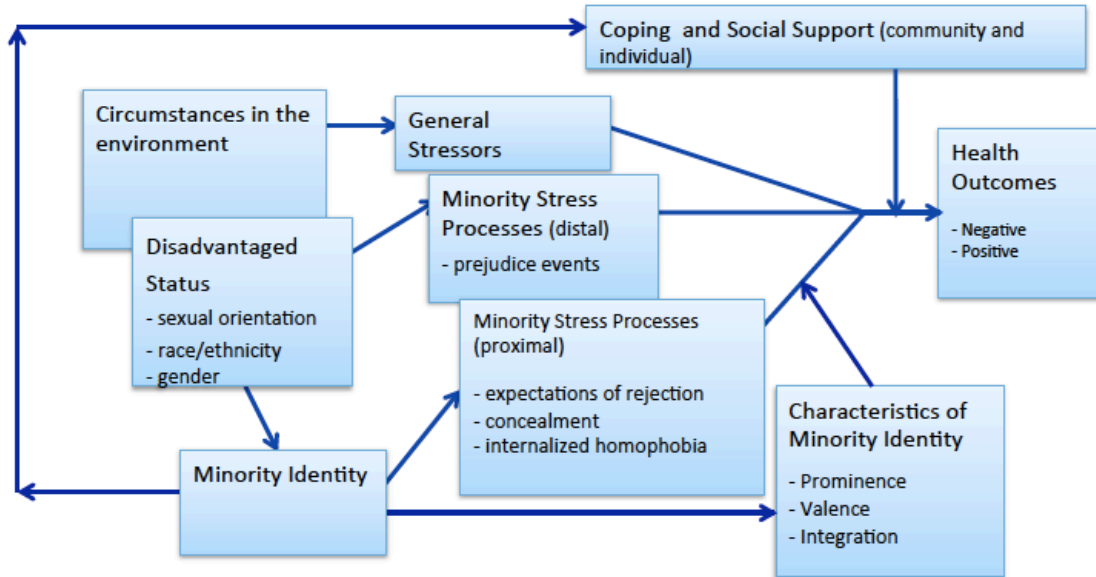 Coping and Social Support (community and
individual)
Circumstances in the
environment
General
Stressors
Health
Outcomes
- Negative
- Positive
Minority Stress
Processes (distal)
- prejudice events
Disadvantaged
Status
- sexual orientation
- race/ethnicity
- gender
Minority Stress Processes
(proximal)
- expectations of rejection
- concealment
- internalized homophobia
Characteristics of
Minority Identity
- Prominence
- Valence
- Integration
Minority Identity